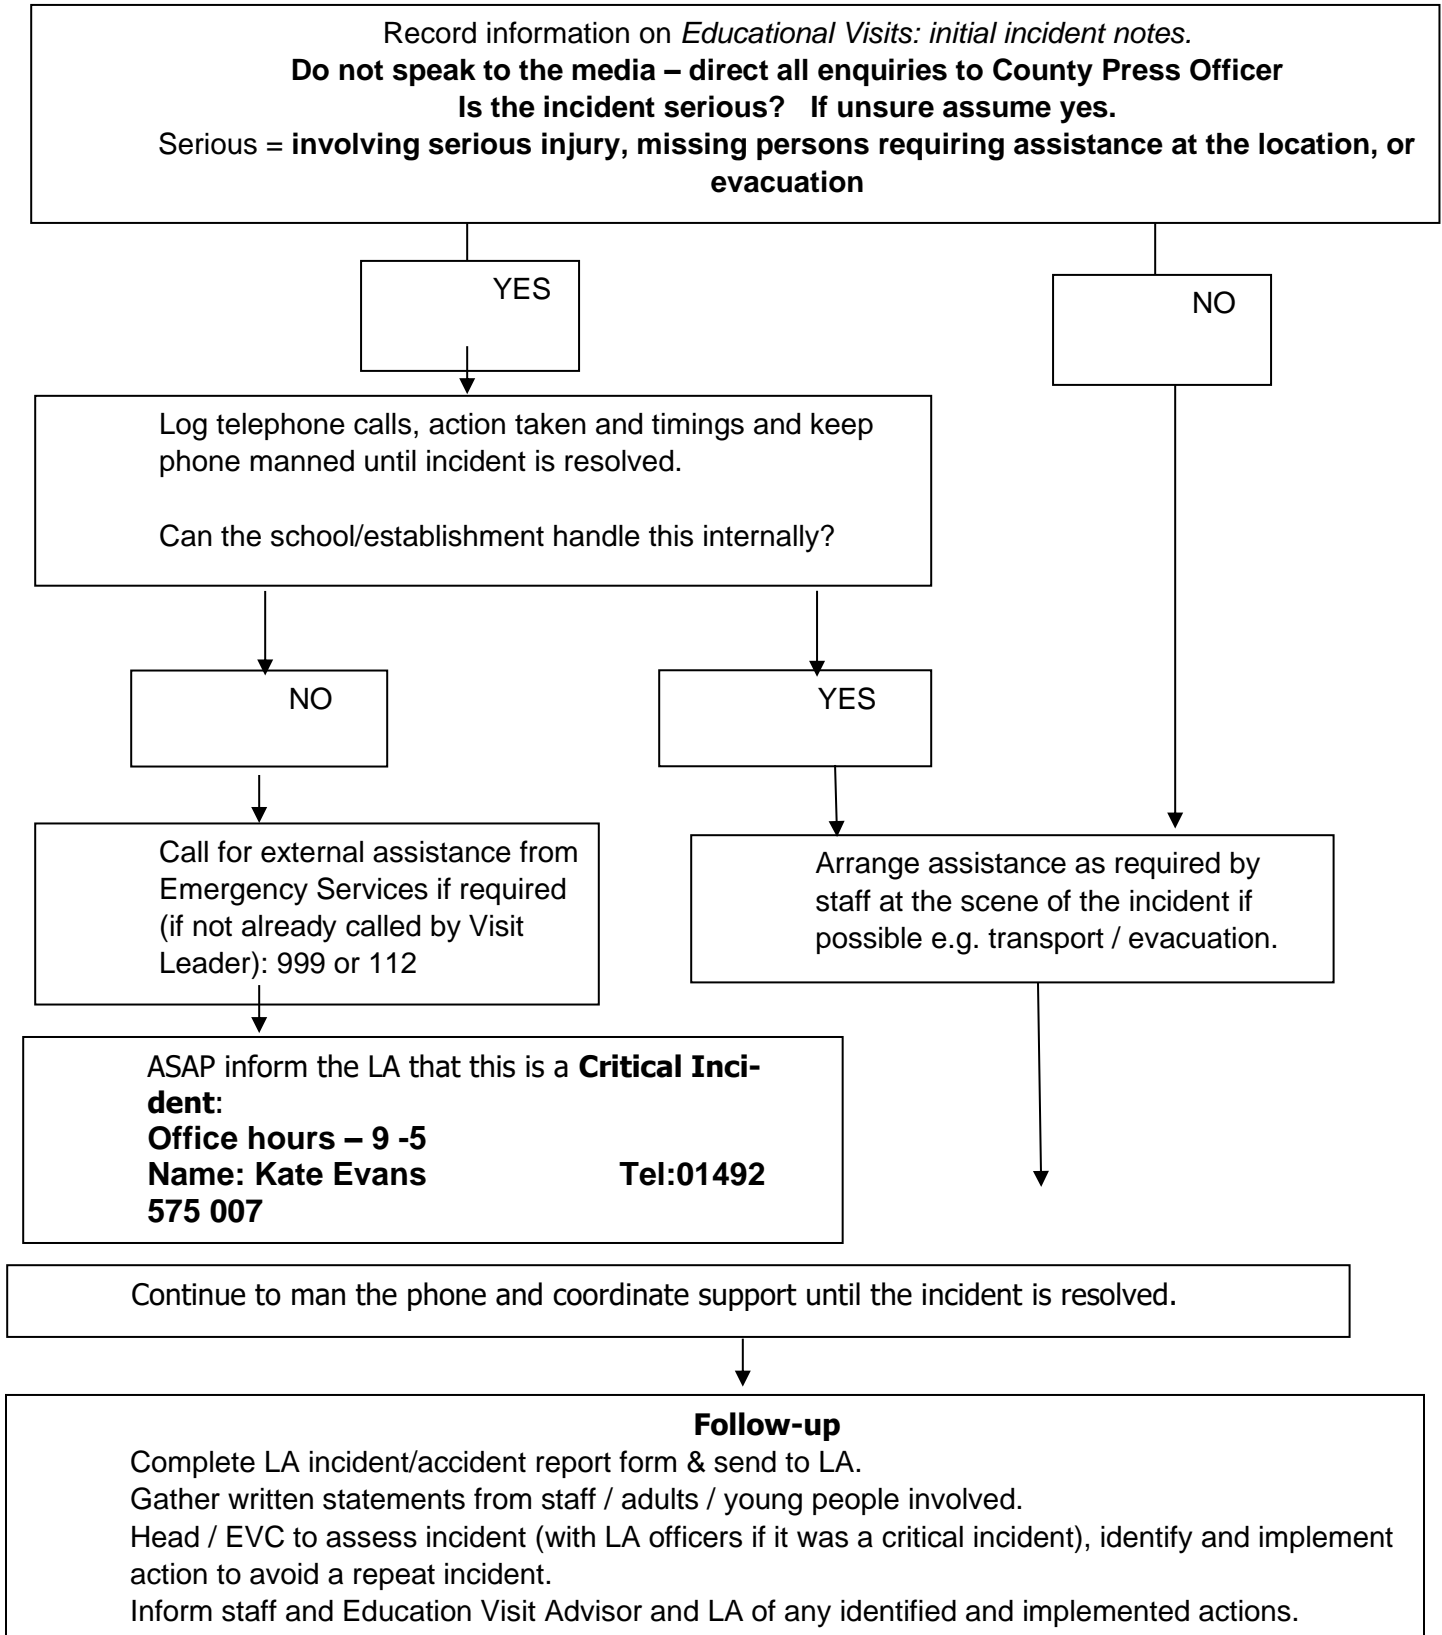 Record information on Educational Visits: initial incident notes.
Do not speak to the media – direct all enquiries to County Press Officer
Is the incident serious? If unsure assume yes.
Serious = involving serious injury, missing persons requiring assistance at the location, or
evacuation
YES
NO
Log telephone calls, action taken and timings and keep
phone manned until incident is resolved.
Can the school/establishment handle this internally?
NO
YES
Call for external assistance from
Emergency Services if required
(if not already called by Visit
Leader): 999 or 112
Arrange assistance as required by
staff at the scene of the incident if
possible e.g. transport / evacuation.
ASAP inform the LA that this is a Critical Inci-
dent:
Office hours – 9 -5
Name: Kate Evans Tel:01492
575 007
Continue to man the phone and coordinate support until the incident is resolved.
Follow-up
Complete LA incident/accident report form & send to LA.
Gather written statements from staff / adults / young people involved.
Head / EVC to assess incident (with LA officers if it was a critical incident), identify and implement
action to avoid a repeat incident.
Inform staff and Education Visit Advisor and LA of any identified and implemented actions.